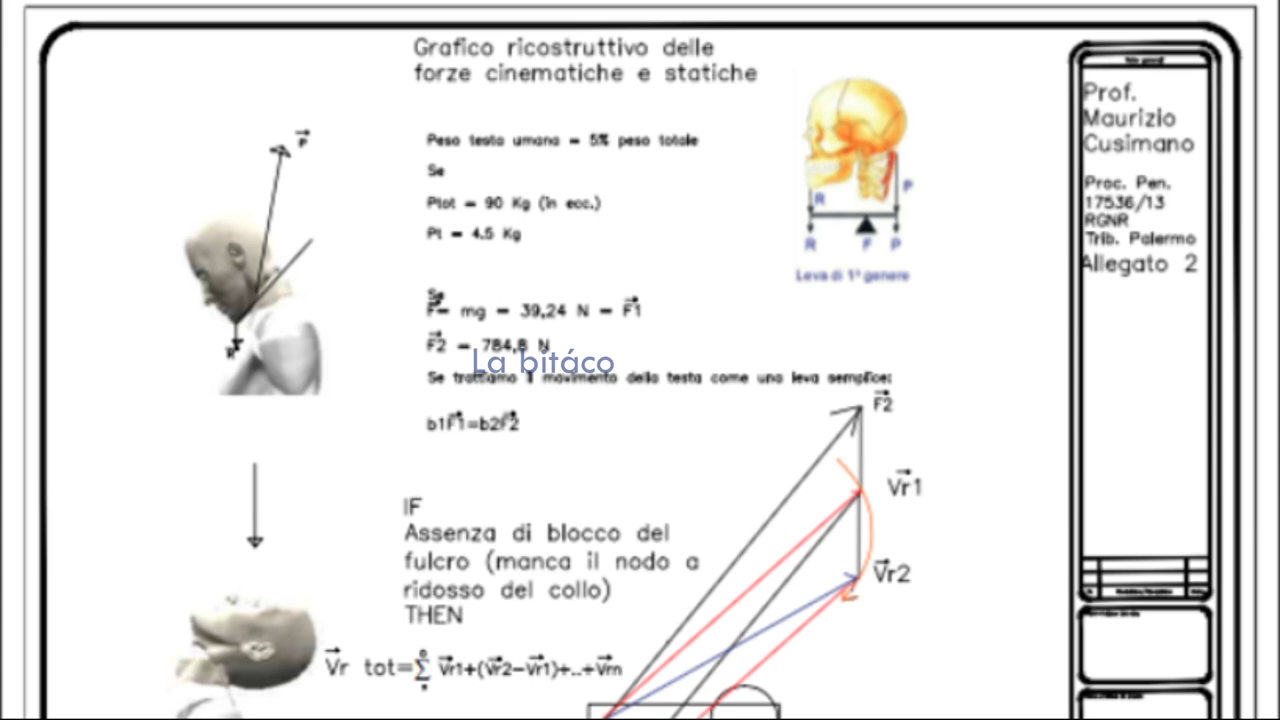 Grafico ricostruttivo delle
forze cinematiche e statiche
Peso testa umana = 5% peso totale
Se
Ptot = 90 Kg (in ecc.)
Pt = 4.5 Kg
Se
F= mg = 39,24 N = F1
F2 = 784,8 N
La bitáco
Se trattiamo il movimento della testa come una leva semplice:
b1F1=b2F2
IF
Assenza di blocco del
fulcro (manca il nodo a
ridosso del collo)
THEN
Vr tot=∑ Vr1+(Vr2-Vr1)+..+Vrn
P
R
P
R
R F P
Leva di 1º genere
F2
Vr1
Vr2
Prof.
Maurizio
Cusimano
Proc. Pen.
17536/13
RGNR
Trib. Palermo
Allegato 2